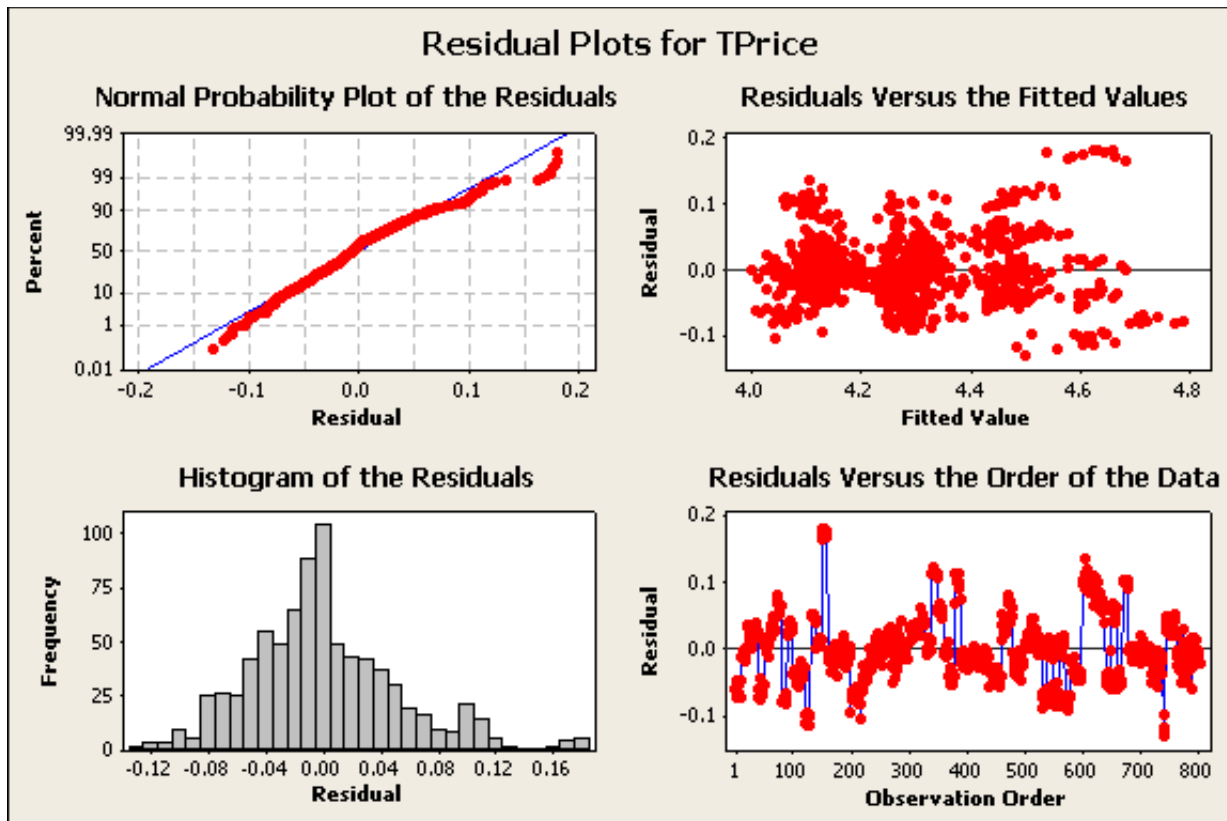 Residual Plots for TPrice
Normal Probability Plot of the Residuals
99.99
99
90
50
10
1
0.01
-0.2 -0.1 0.0 0.1 0.2
Percent
Residual
Residuals Versus the Fitted Values
0.2
0.1
0.0
-0.1
4.0 4.2 4.4 4.6 4.8
Residual
Fitted Value
Histogram of the Residuals
100
75
50
25
0
-0.12 -0.08 -0.04 0.00 0.04 0.08 0.12 0.16
Frequency
Residual
Residuals Versus the Order of the Data
0.2
0.1
0.0
-0.1
1 100 200 300 400 500 600 700 800
Residual
Observation Order